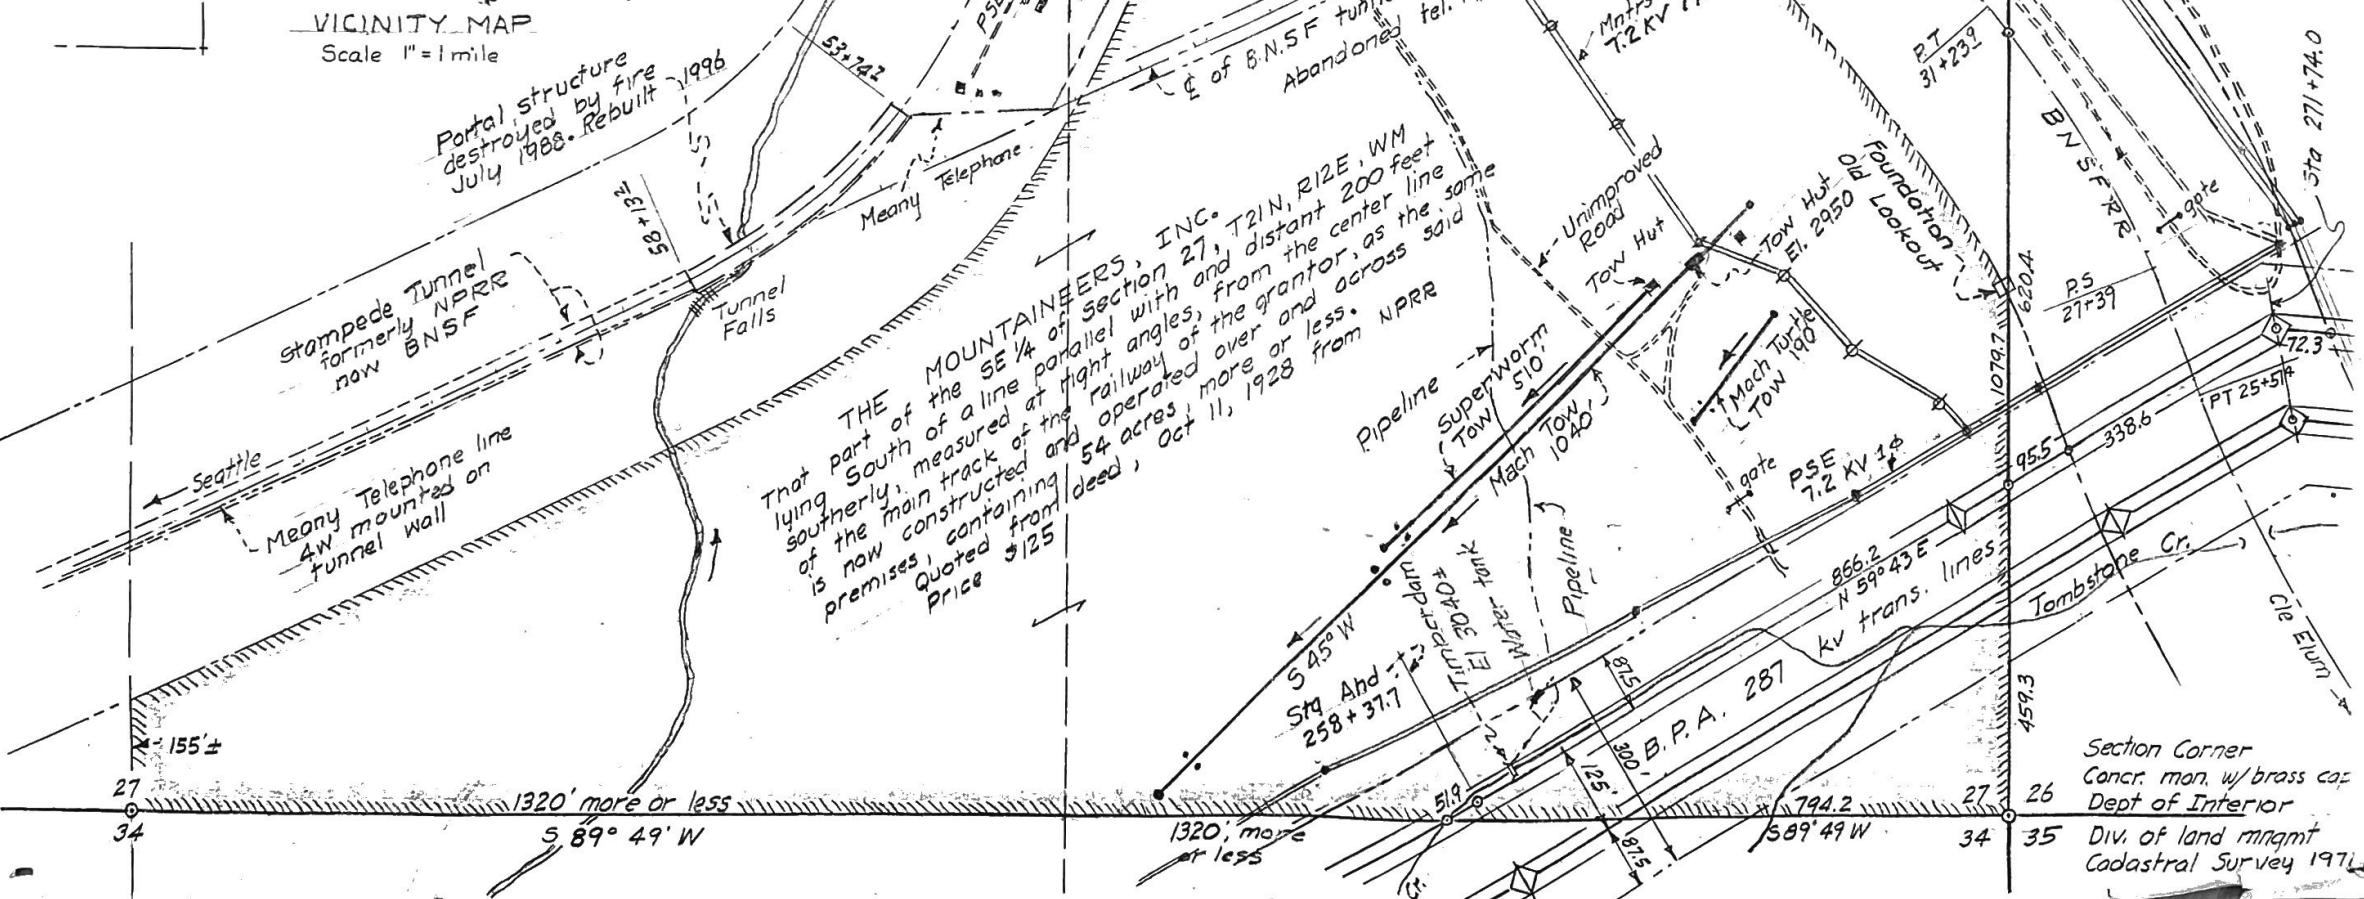 VICINITY MAP
Scale 1"=1 mile
Portal structure
destroyed by fire
July 1988. Rebuilt 1996
53+74²
58+13²
Stampede Tunnel
formerly NPRR
now BNSF
Seattle
Meany Telephone line
4W mounted on
tunnel wall
Tunnel
Falls
Meany Telephone
THE MOUNTAINEERS, INC.
That part of the SE 1/4 of Section 27, T21N, R12E, WM
lying South of a line parallel with and distant 200 feet
southerly, measured at right angles, from the center line
of the main track of the railway of the grantor, as the same
is now constructed and operated over and across said
premises, containing 54 acres, more or less.
Quoted from deed, Oct 11, 1928 from NPRR
Price $125
℄ of B.N.S.F
Abandoned tel.
7.2 KV
Unimproved
Road
Tow Hut
Tow Hut
El. 2950
Foundation
Old Lookout
P.T
31+23⁹
BNSFRR
gate
Sta 271+74.0
P.S
27+39
620.4
1079.7
72.3
PT 25+51⁴
338.6
95.5
Mach Turtle
Tow 190'
Superworm
Tow 510'
Mach Tow
1040'
Pipeline
gate
PSE
7.2 KV 1ϕ
Pipeline
Water tank
Timber dam
El 3040±
S 45° W
Sta Ahd
258+37.7
866.2
N 59° 43 E
B.P.A. 287 kv trans. lines
Tombstone Cr.
Cle Elum
87.5
300'
125'
87.5
459.3
155'±
27
34
1320' more or less
S 89° 49' W
1320' more
or less
51.9
Cr.
794.2
S 89° 49 W
27
26
34
35
Section Corner
Concr. mon. w/ brass cap
Dept of Interior
Div. of land mngmt
Cadastral Survey 1971